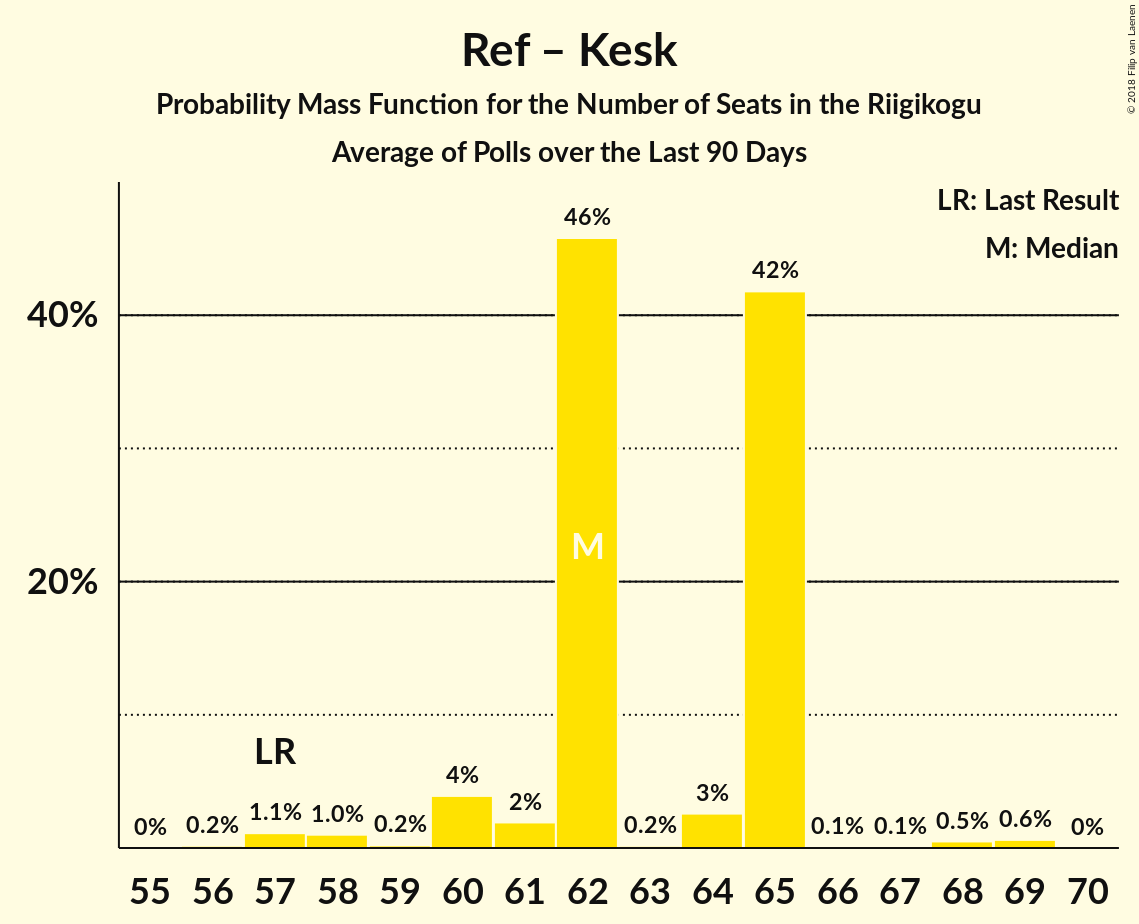 Ref – Kesk
Probability Mass Function for the Number of Seats in the Riigikogu
Average of Polls over the Last 90 Days
© 2018 Filip van Laenen
LR: Last Result
M: Median
40%
20%
0%
0.2%
1.1%
1.0%
0.2%
4%
2%
46%
0.2%
3%
42%
0.1%
0.1%
0.5%
0.6%
0%
LR
M
55 56 57 58 59 60 61 62 63 64 65 66 67 68 69 70